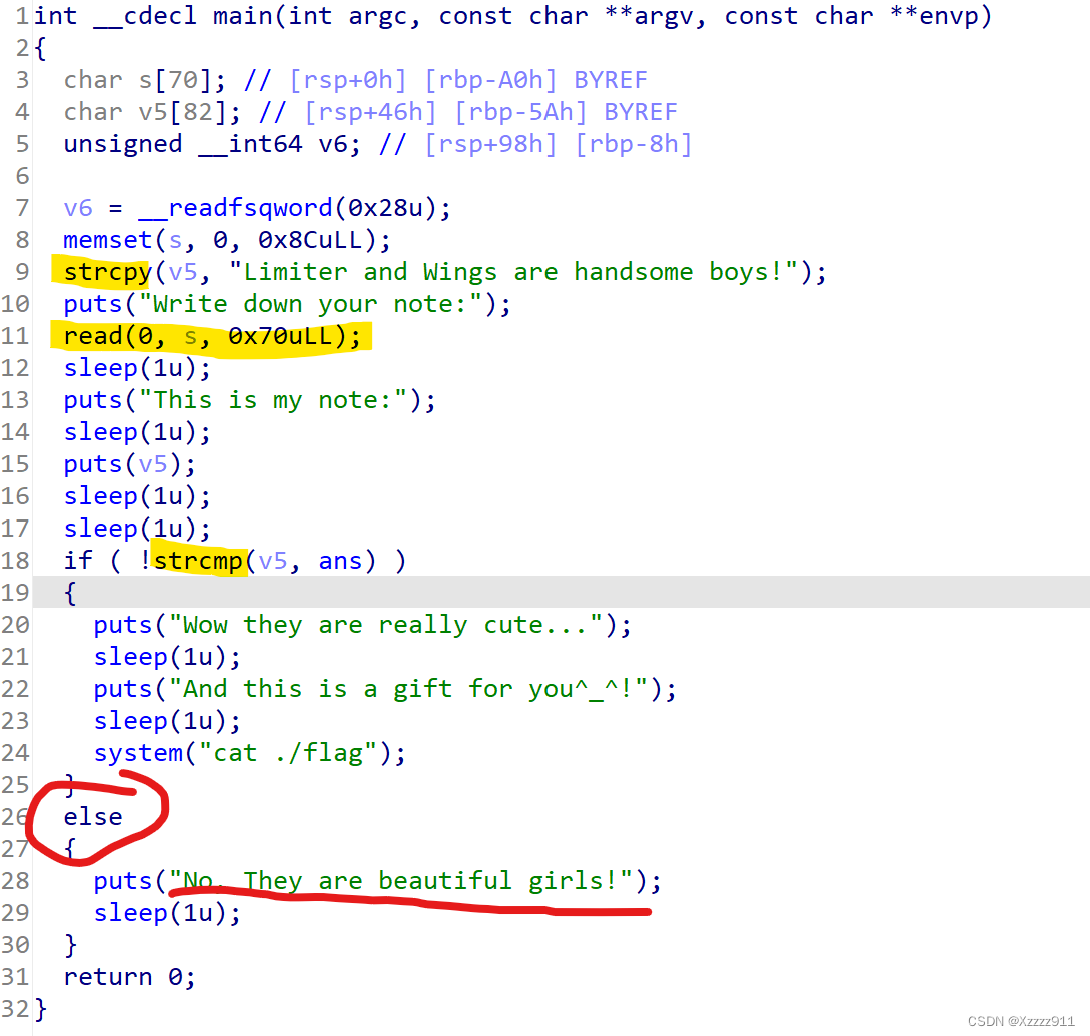 1 int __cdecl main(int argc, const char **argv, const char **envp)
2 {
3 char s[70]; // [rsp+0h] [rbp-A0h] BYREF
4 char v5[82]; // [rsp+46h] [rbp-5Ah] BYREF
5 unsigned __int64 v6; // [rsp+98h] [rbp-8h]
6
7 v6 = __readfsqword(0x28u);
8 memset(s, 0, 0x8CuLL);
9 strcpy(v5, "Limiter and Wings are handsome boys!");
10 puts("Write down your note:");
11 read(0, s, 0x70uLL);
12 sleep(1u);
13 puts("This is my note:");
14 sleep(1u);
15 puts(v5);
16 sleep(1u);
17 sleep(1u);
18 if ( !strcmp(v5, ans) )
19 {
20 puts("Wow they are really cute...");
21 sleep(1u);
22 puts("And this is a gift for you^_^!");
23 sleep(1u);
24 system("cat ./flag");
25 }
26 else
27 {
28 puts("No, They are beautiful girls!");
29 sleep(1u);
30 }
31 return 0;
32 }
CSDN @Xzzzz911